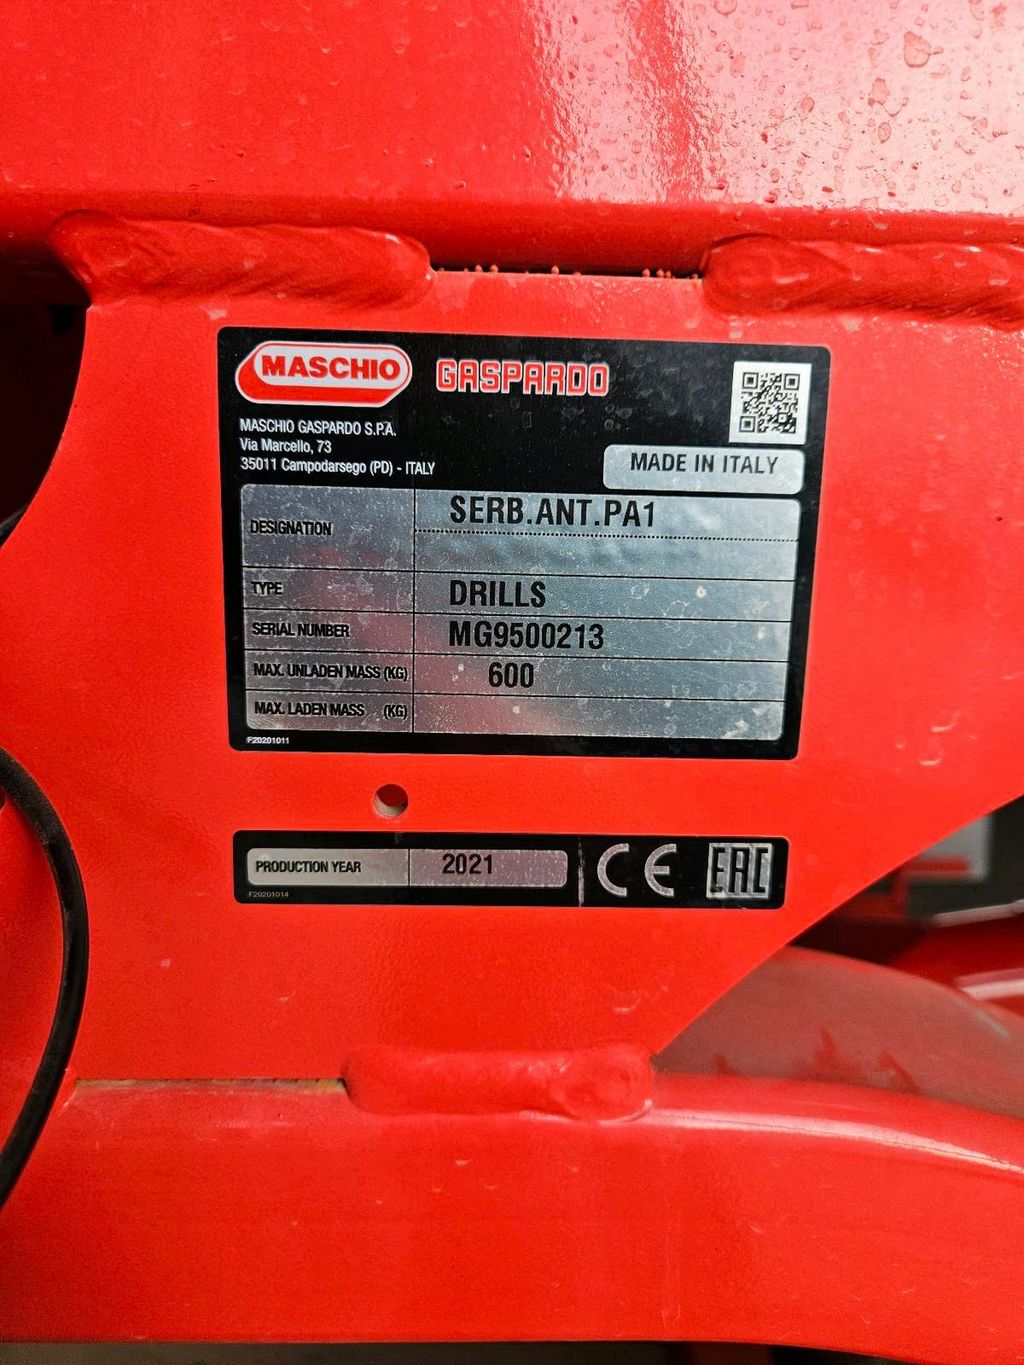 MASCHIO GASPARDO
MASCHIO GASPARDO S.P.A.
Via Marcello, 73
35011 Campodarsego (PD) - ITALY
MADE IN ITALY
DESIGNATION SERB.ANT.PA1
TYPE DRILLS
SERIAL NUMBER MG9500213
MAX. UNLADEN MASS (KG) 600
MAX. LADEN MASS (KG)
F20201011
PRODUCTION YEAR 2021 CE EAC
F20201014